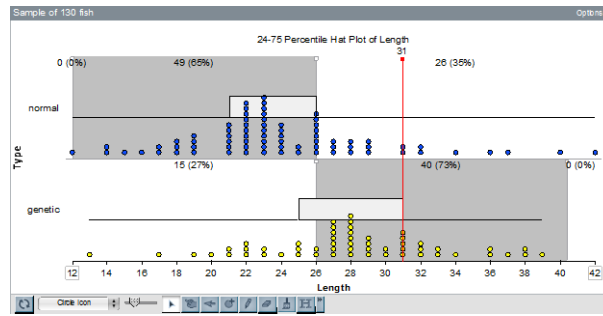 Sample of 130 fish Options
24-75 Percentile Hat Plot of Length
31
0 (0%) 49 (65%) 26 (35%)
normal
Type
15 (27%) 40 (73%) 0 (0%)
genetic
12 14 16 18 20 22 24 26 28 30 32 34 36 38 40 42
Length
Circle Icon